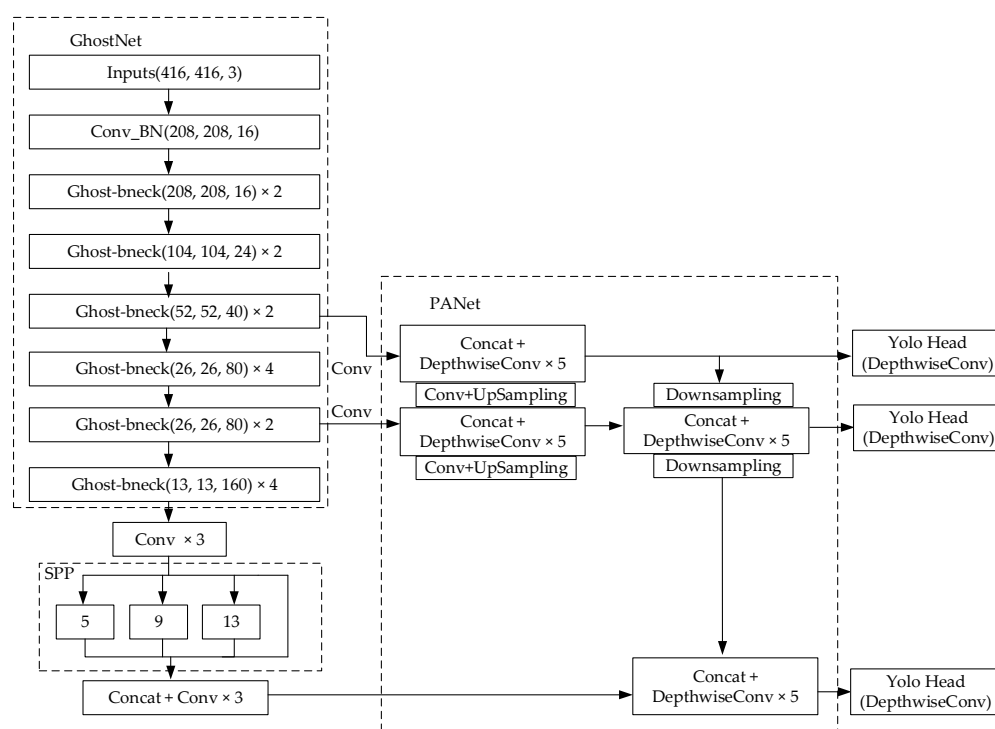 GhostNet
Inputs(416, 416, 3)
Conv_BN(208, 208, 16)
Ghost-bneck(208, 208, 16) × 2
Ghost-bneck(104, 104, 24) × 2
Ghost-bneck(52, 52, 40) × 2
Ghost-bneck(26, 26, 80) × 4
Ghost-bneck(26, 26, 80) × 2
Ghost-bneck(13, 13, 160) × 4
Conv × 3
SPP
5
9
13
Concat + Conv × 3
Conv
Conv
PANet
Concat +
DepthwiseConv × 5
Conv+UpSampling
Concat +
DepthwiseConv × 5
Conv+UpSampling
Downsampling
Concat +
DepthwiseConv × 5
Downsampling
Concat +
DepthwiseConv × 5
Yolo Head
(DepthwiseConv)
Yolo Head
(DepthwiseConv)
Yolo Head
(DepthwiseConv)